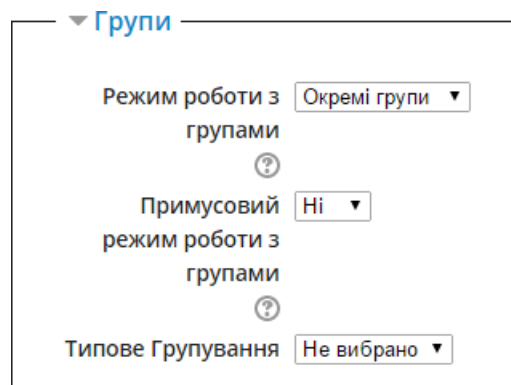 Групи
Режим роботи з Окремі групи
групами
Примусовий Ні
режим роботи з
групами
Типове Групування Не вибрано